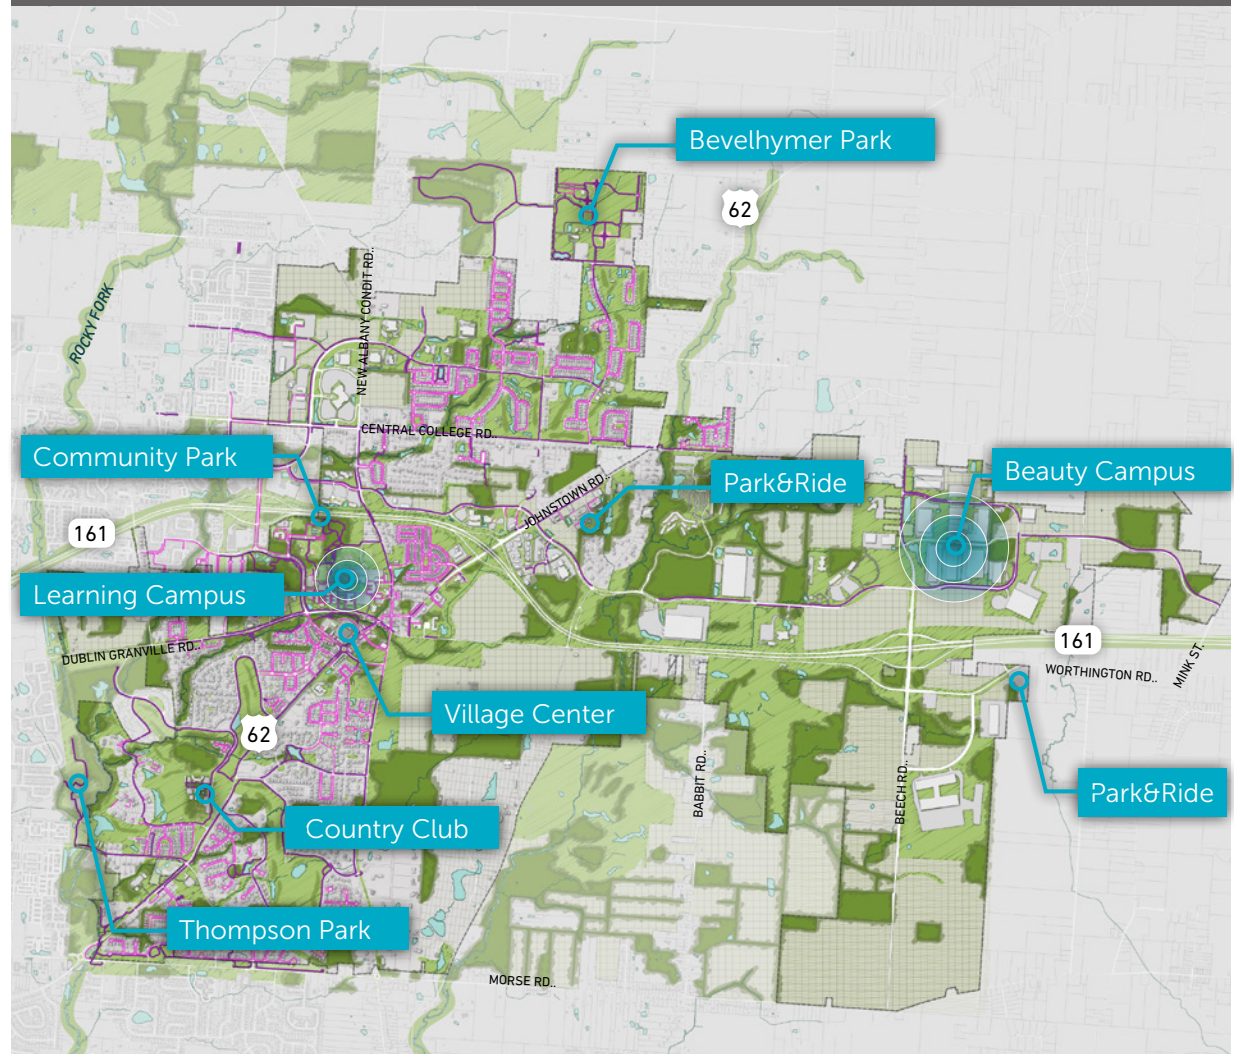 Bevelhymer Park
62
ROCKY FORK
NEW ALBANY CONDIT RD..
CENTRAL COLLEGE RD..
Community Park
JOHNSTOWN RD..
Park&Ride
Beauty Campus
161
Learning Campus
DUBLIN GRANVILLE RD..
161
WORTHINGTON RD..
MINK ST.
Village Center
62
BABBIT RD..
BEECH RD..
Park&Ride
Country Club
Thompson Park
MORSE RD..